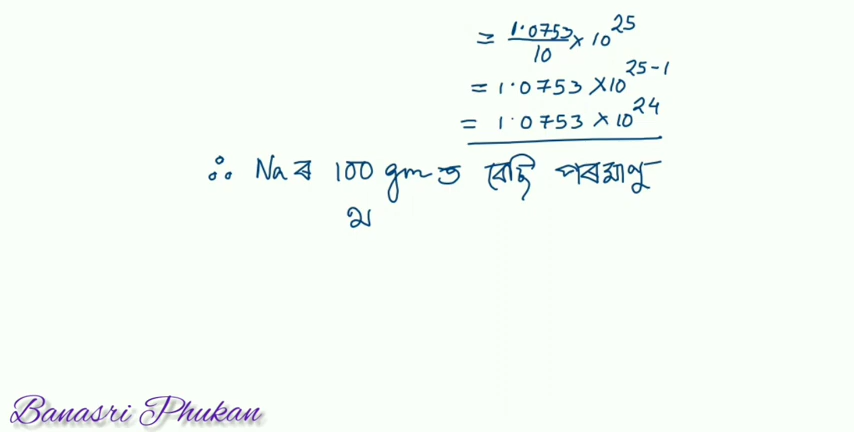 = 1.0753/10 × 10^25
= 1.0753 × 10^25-1
= 1.0753 × 10^24
∴ Na ৰ 100 gm ত বেছি পৰমাণু
Banasri Phukan